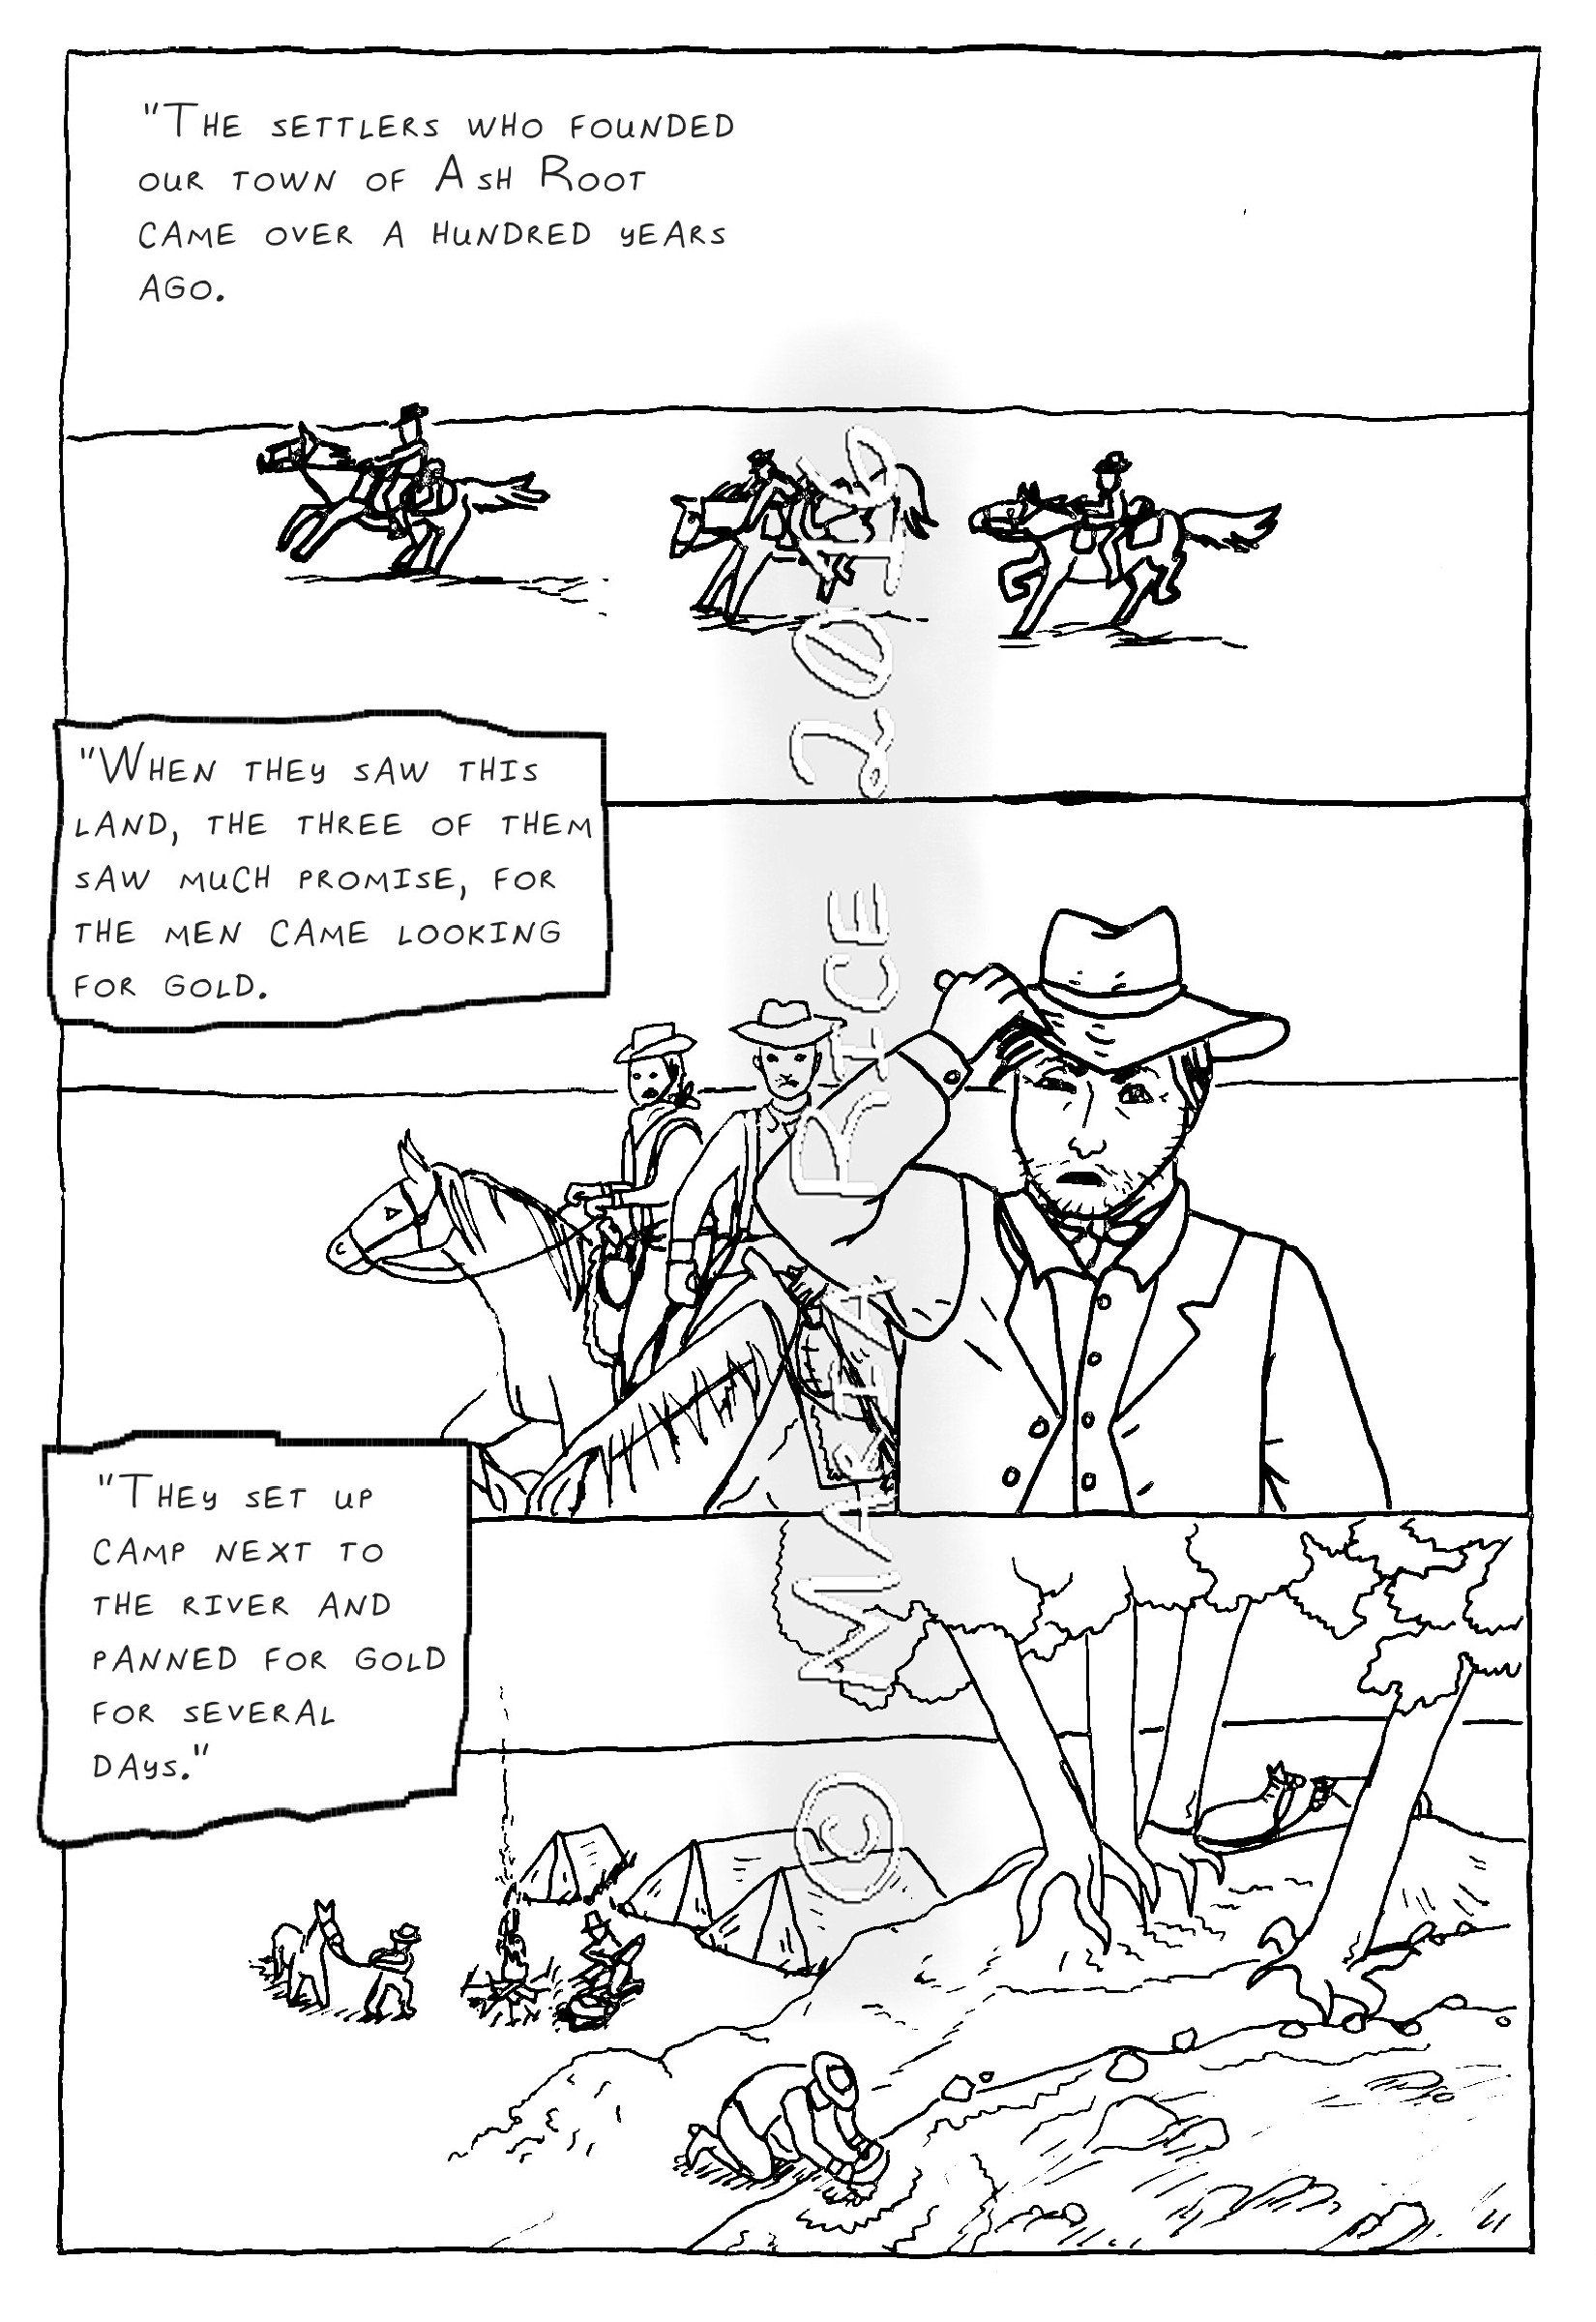 "The settlers who founded
our town of Ash Root
came over a hundred years
ago.
"When they saw this
land, the three of them
saw much promise, for
the men came looking
for gold.
"They set up
camp next to
the river and
panned for gold
for several
days."
© Marea Rice 2016